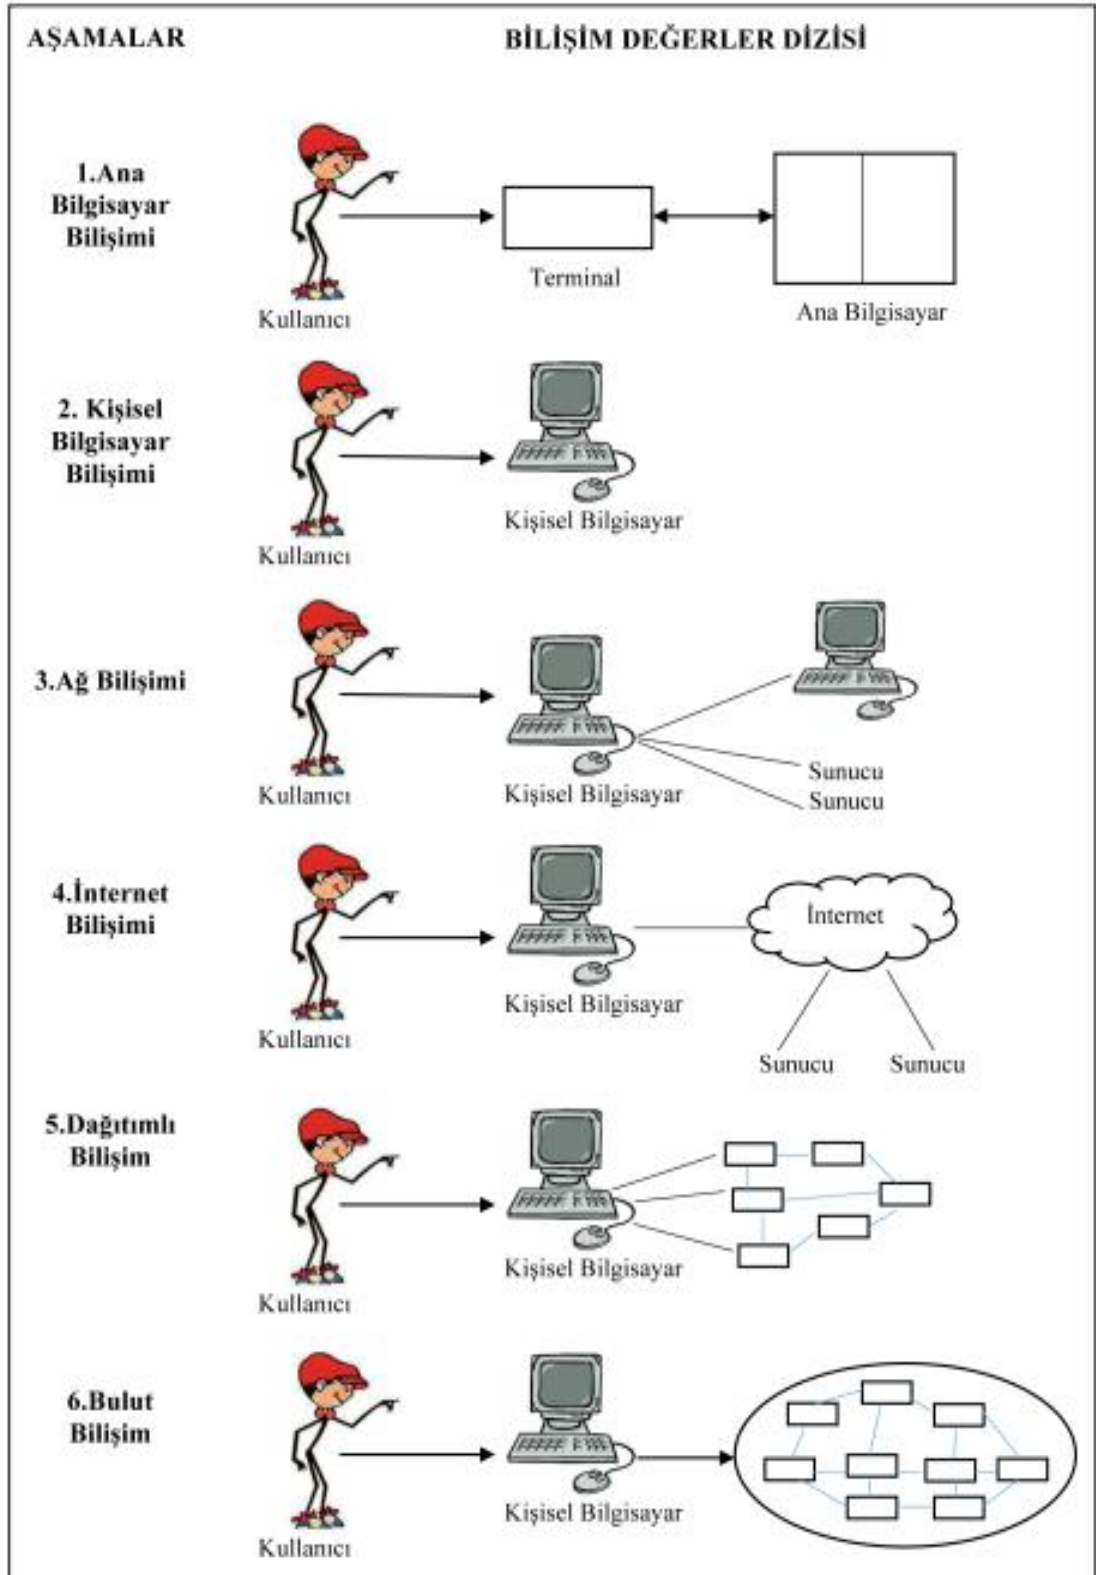 AŞAMALAR
BİLİŞİM DEĞERLER DİZİSİ
1.Ana
Bilgisayar
Bilişimi
Kullanıcı
Terminal
Ana Bilgisayar
2. Kişisel
Bilgisayar
Bilişimi
Kullanıcı
Kişisel Bilgisayar
3.Ağ Bilişimi
Kullanıcı
Kişisel Bilgisayar
Sunucu
Sunucu
4.İnternet
Bilişimi
Kullanıcı
Kişisel Bilgisayar
İnternet
Sunucu
Sunucu
5.Dağıtımlı
Bilişim
Kullanıcı
Kişisel Bilgisayar
6.Bulut
Bilişim
Kullanıcı
Kişisel Bilgisayar